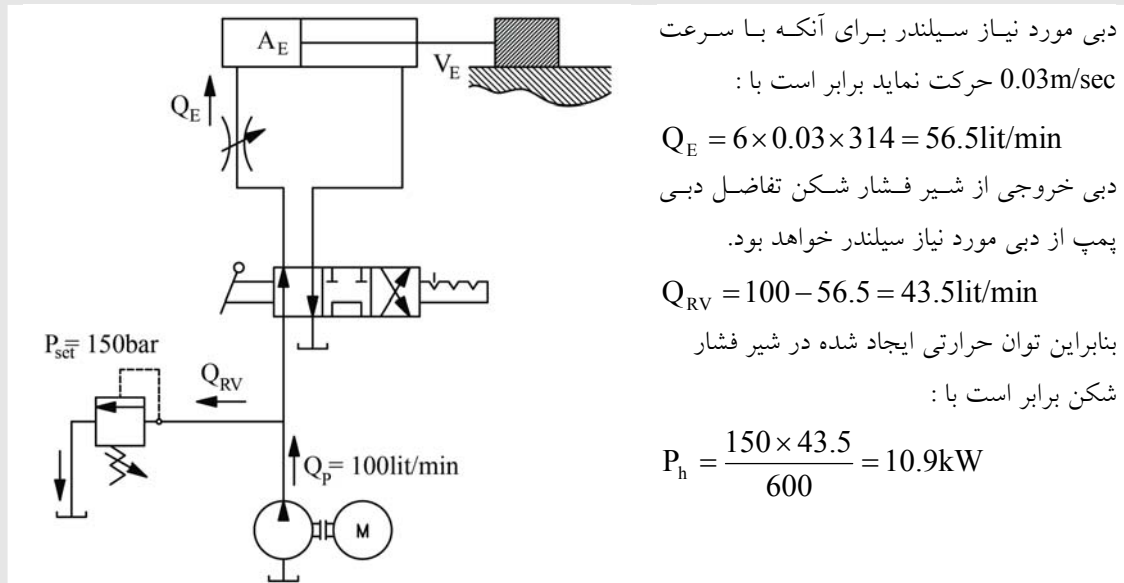 دبی مورد نیاز سیلندر برای آنکه با سرعت
0.03m/sec حرکت نماید برابر است با :
Q_E = 6×0.03×314 = 56.5lit/min
دبی خروجی از شیر فشار شکن تفاضل دبی
پمپ از دبی مورد نیاز سیلندر خواهد بود.
Q_RV = 100 − 56.5 = 43.5lit/min
بنابراین توان حرارتی ایجاد شده در شیر فشار
شکن برابر است با :
P_h = (150×43.5)/600 = 10.9kW
A_E
V_E
Q_E
P_set= 150bar
Q_RV
Q_P= 100lit/min
M